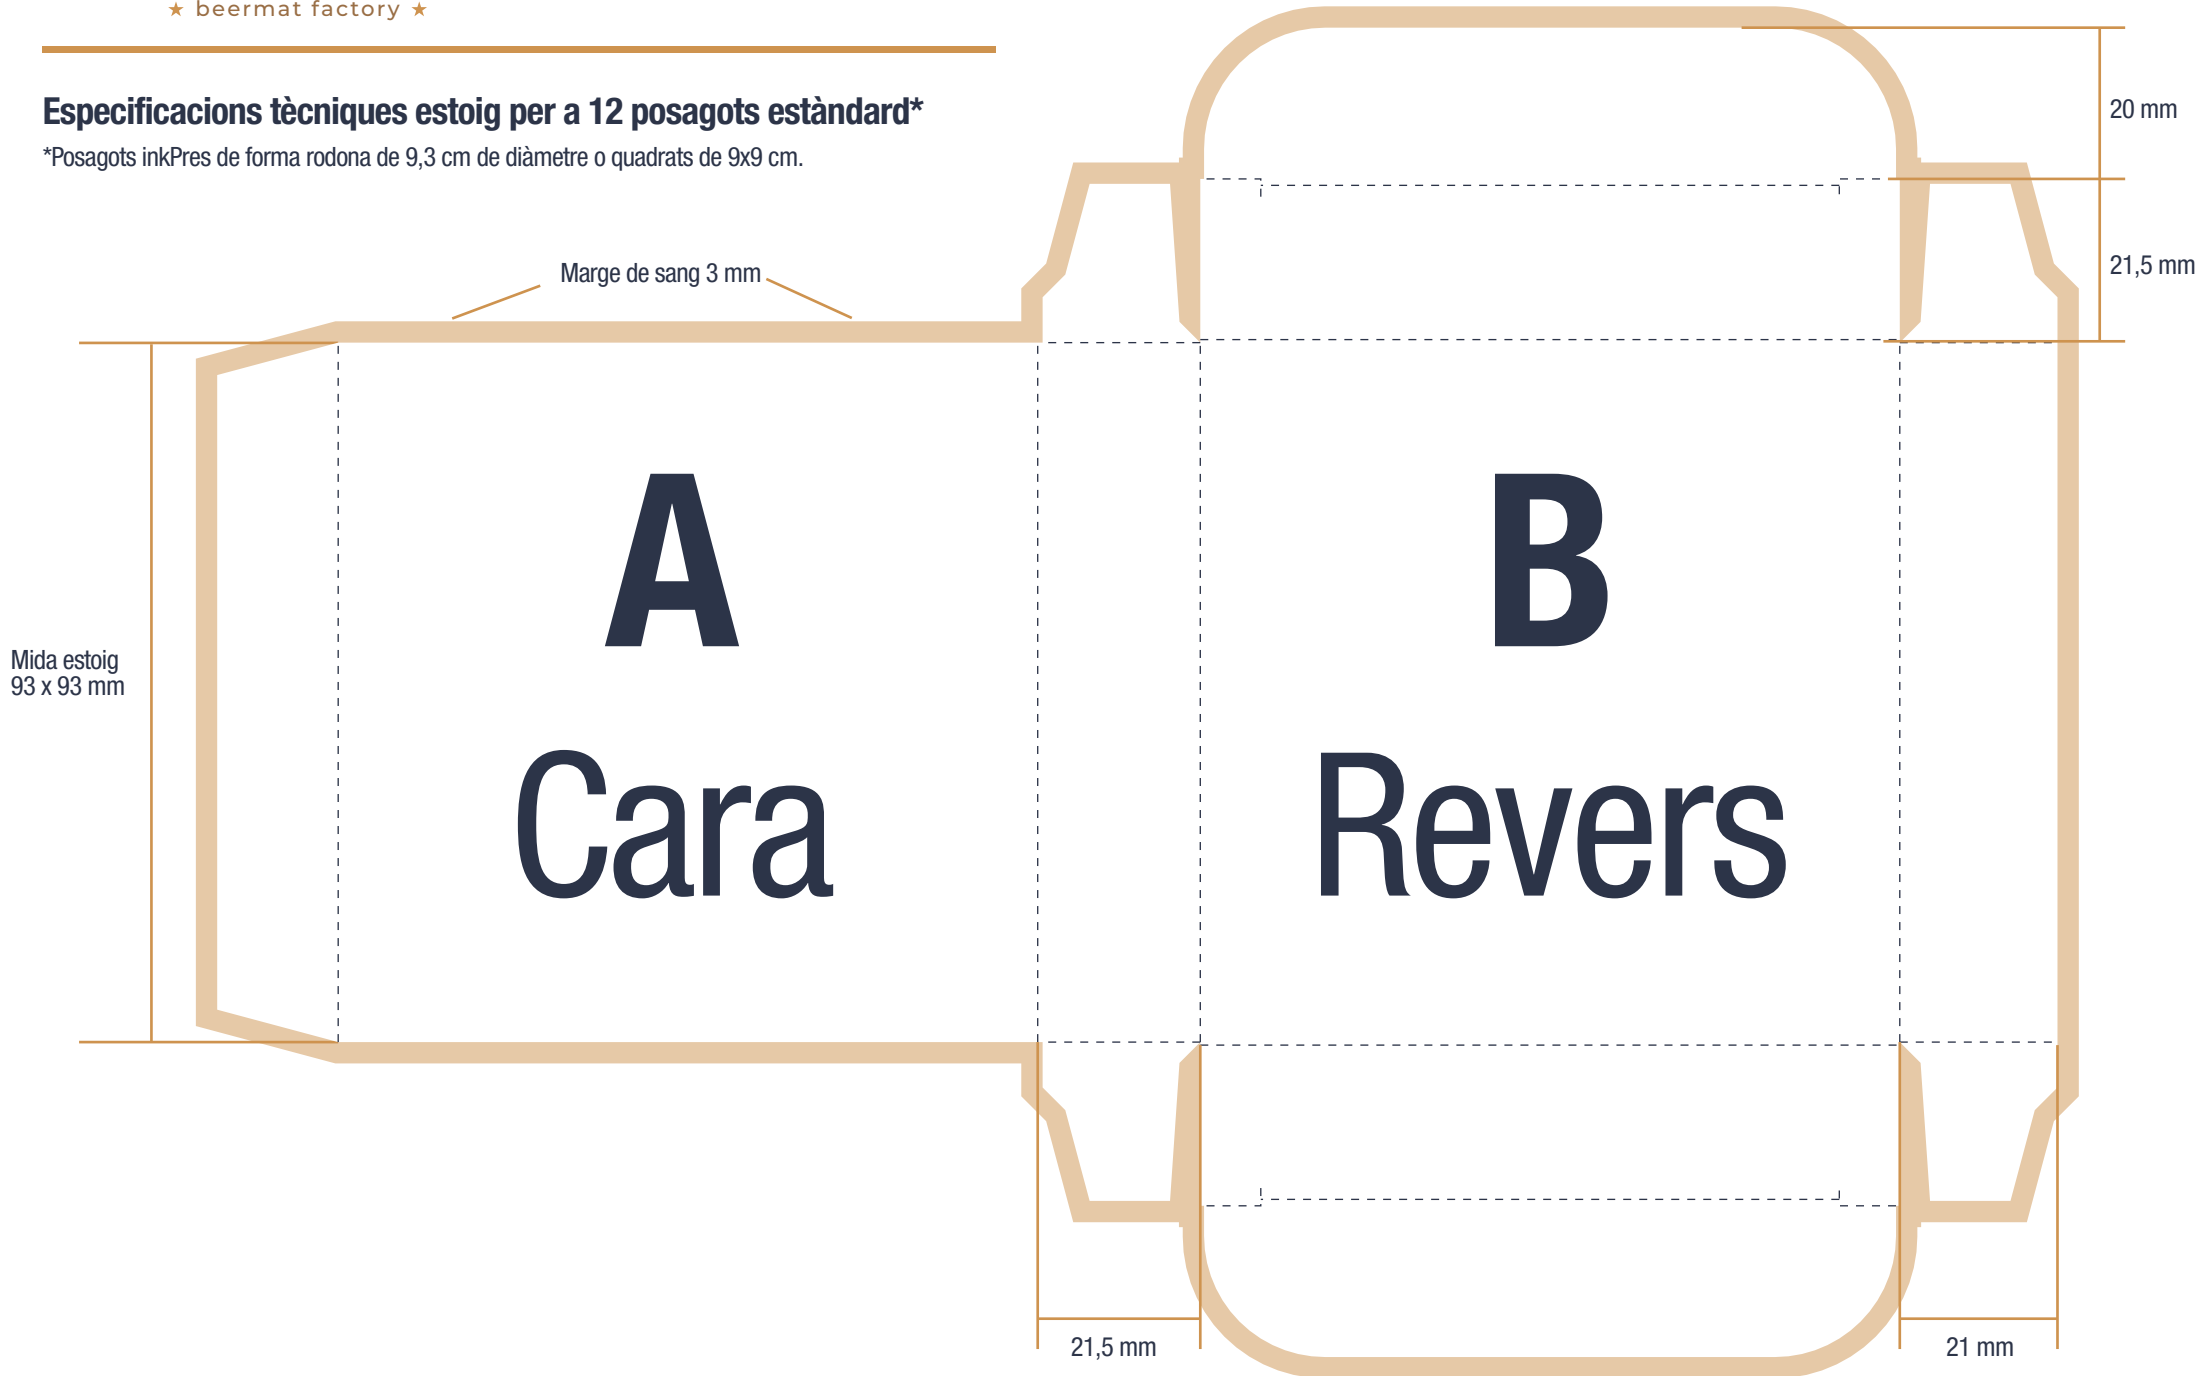 ★ beermat factory ★
Especificacions tècniques estoig per a 12 posagots estàndard*
*Posagots inkPres de forma rodona de 9,3 cm de diàmetre o quadrats de 9x9 cm.
20 mm
21,5 mm
Marge de sang 3 mm
A
B
Mida estoig
93 x 93 mm
Cara
Revers
21,5 mm
21 mm